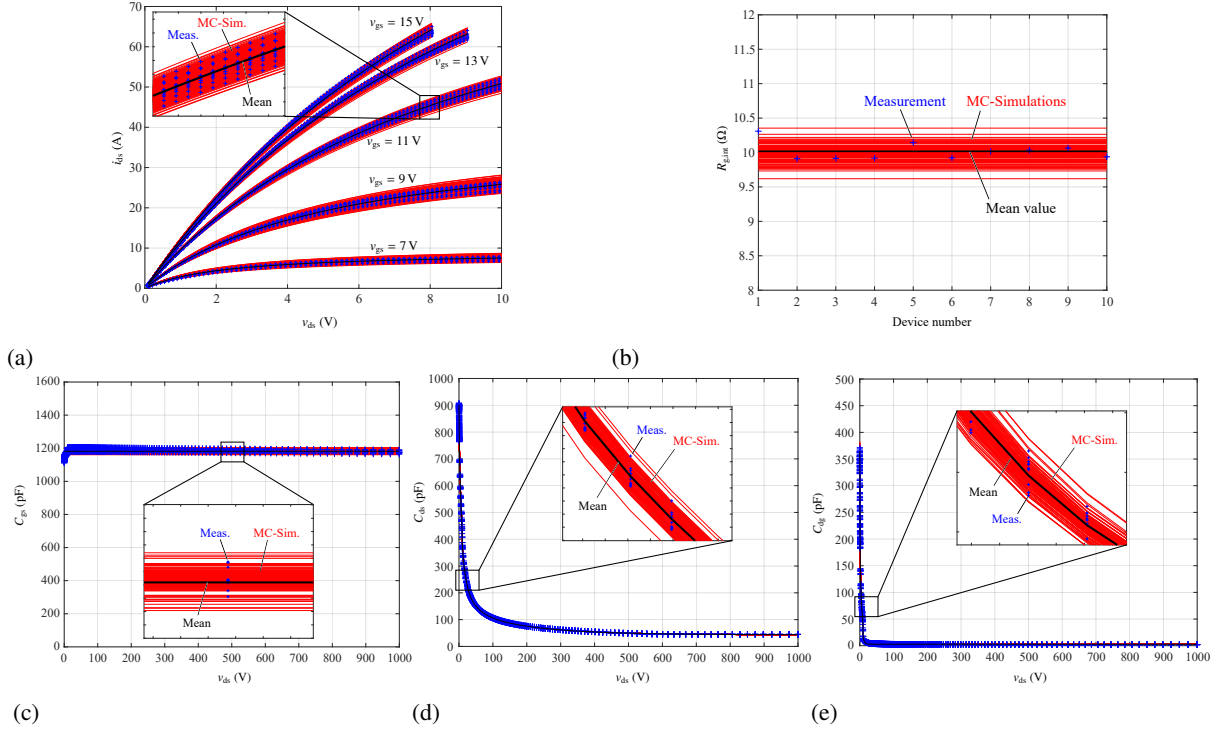 70
60
50
40
30
20
10
0
i_ds (A)
MC-Sim.
Meas.
Mean
v_gs = 15 V
v_gs = 13 V
v_gs = 11 V
v_gs = 9 V
v_gs = 7 V
0 2 4 6 8 10
v_ds (V)
(a)
12
11.5
11
10.5
10
9.5
9
8.5
8
R_g,int (Ω)
Measurement
MC-Simulations
Mean value
1 2 3 4 5 6 7 8 9 10
Device number
(b)
1600
1400
1200
1000
800
600
400
200
0
C_gs (pF)
Meas.
MC-Sim.
Mean
0 100 200 300 400 500 600 700 800 900 1000
v_ds (V)
(c)
1000
900
800
700
600
500
400
300
200
100
0
C_ds (pF)
Meas.
MC-Sim.
Mean
0 100 200 300 400 500 600 700 800 900 1000
v_ds (V)
(d)
500
450
400
350
300
250
200
150
100
50
0
C_dg (pF)
MC-Sim.
Mean
Meas.
0 100 200 300 400 500 600 700 800 900 1000
v_ds (V)
(e)